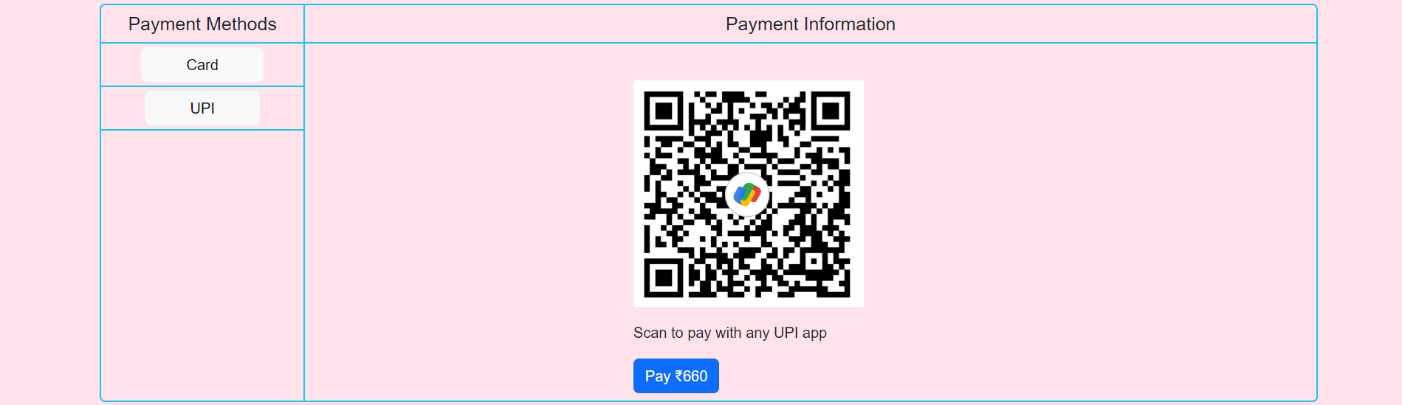 Payment Methods
Payment Information
Card
UPI
Scan to pay with any UPI app
Pay ₹660